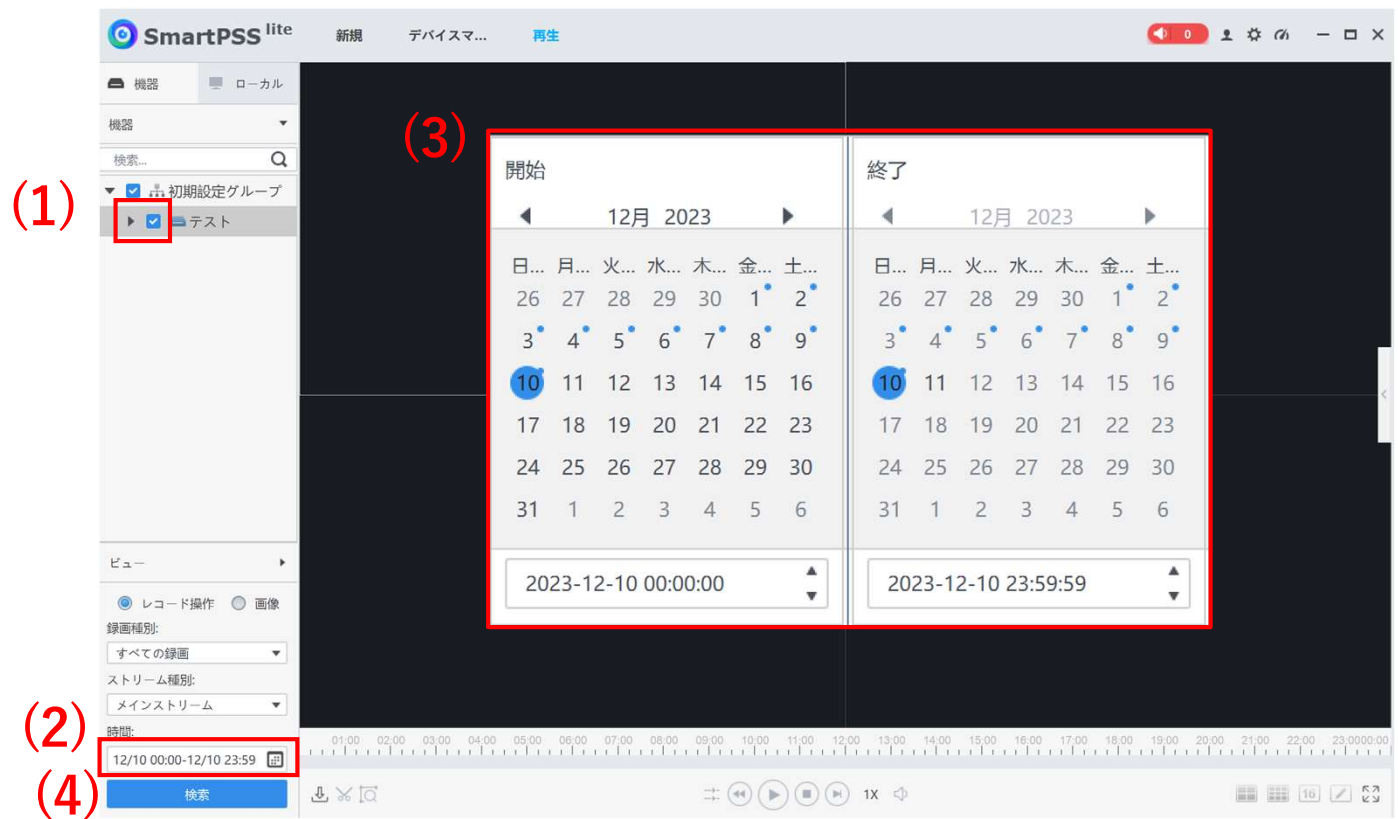 SmartPSS lite 新規 デバイスマ... 再生 0
機器 ローカル
機器
検索...
初期設定グループ
テスト
(1)
(3)
開始
12月 2023
日... 月... 火... 水... 木... 金... 土...
26 27 28 29 30 1 2
3 4 5 6 7 8 9
10 11 12 13 14 15 16
17 18 19 20 21 22 23
24 25 26 27 28 29 30
31 1 2 3 4 5 6
2023-12-10 00:00:00
終了
12月 2023
日... 月... 火... 水... 木... 金... 土...
26 27 28 29 30 1 2
3 4 5 6 7 8 9
10 11 12 13 14 15 16
17 18 19 20 21 22 23
24 25 26 27 28 29 30
31 1 2 3 4 5 6
2023-12-10 23:59:59
ビュー
レコード操作 画像
録画種別:
すべての録画
ストリーム種別:
メインストリーム
(2)
時間:
12/10 00:00-12/10 23:59
(4)
検索
01:00 02:00 03:00 04:00 05:00 06:00 07:00 08:00 09:00 10:00 11:00 12:00 13:00 14:00 15:00 16:00 17:00 18:00 19:00 20:00 21:00 22:00 23:0000:00
1X 16